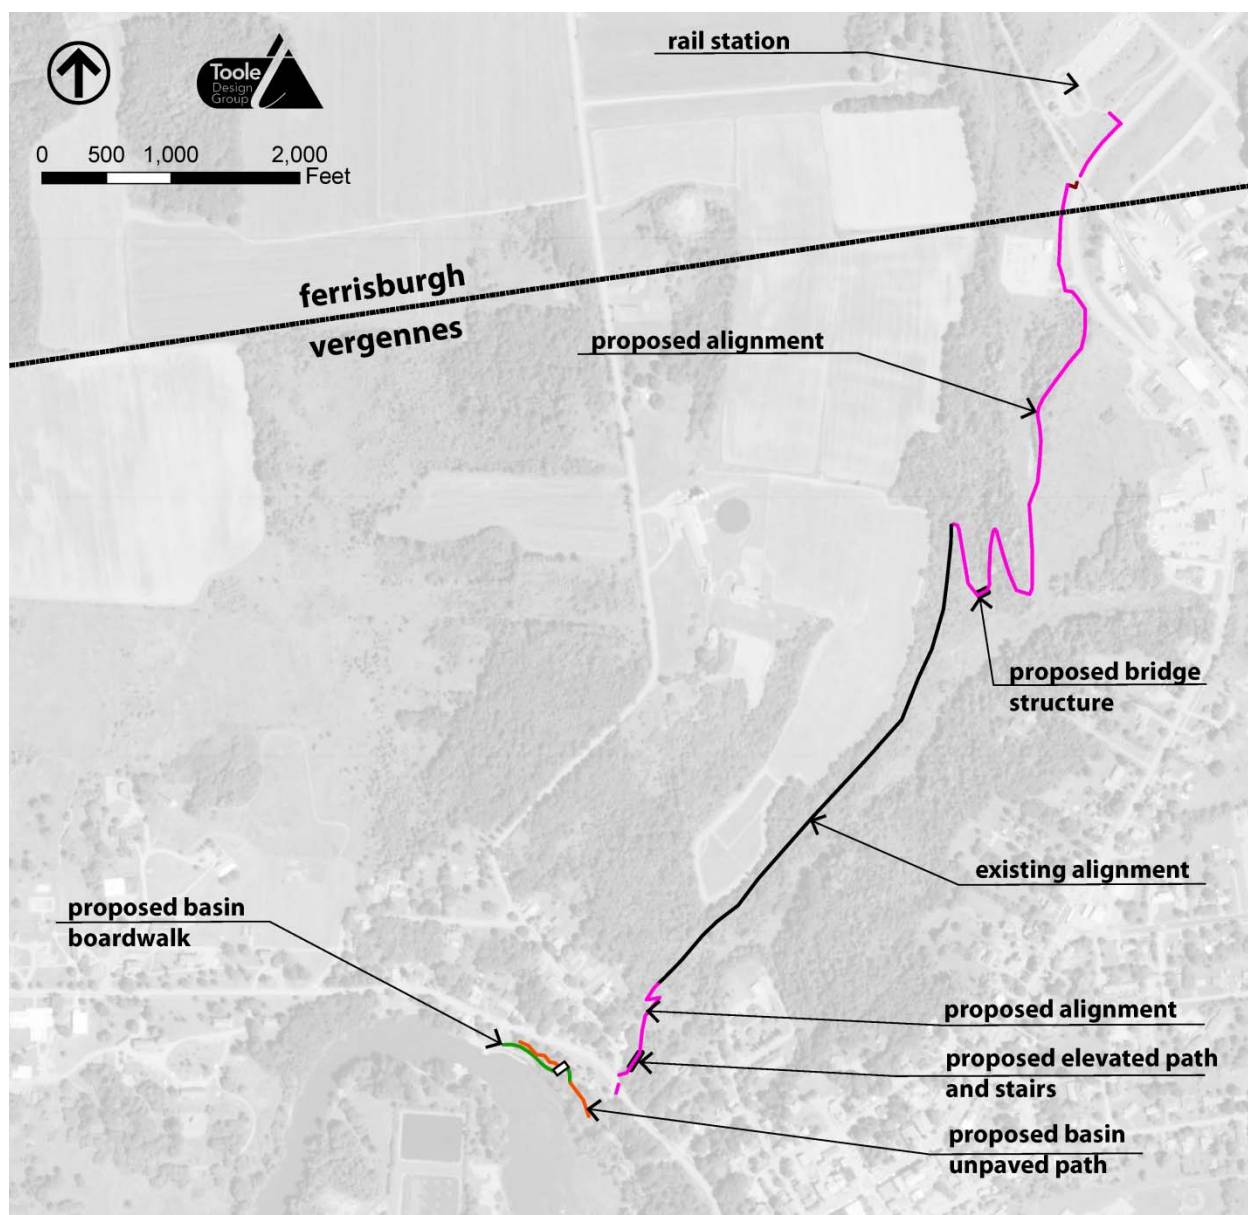 rail station
Toole
Design
Group
0 500 1,000 2,000
Feet
ferrisburgh
vergennes
proposed alignment
proposed bridge
structure
existing alignment
proposed basin
boardwalk
proposed alignment
proposed elevated path
and stairs
proposed basin
unpaved path